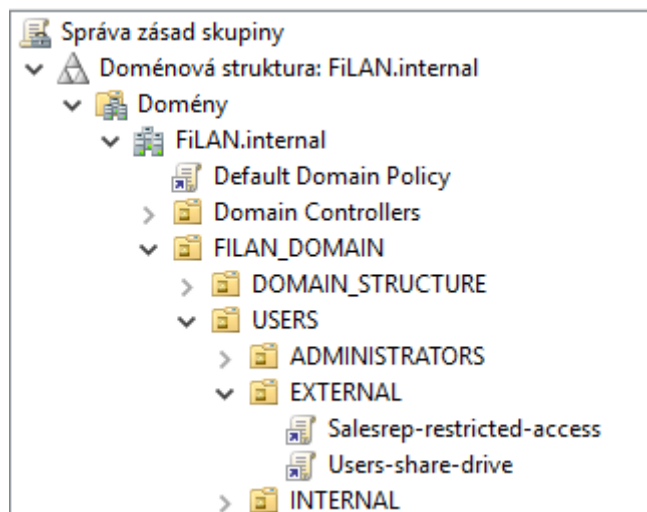 Správa zásad skupiny
Doménová struktura: FiLAN.internal
Domény
FiLAN.internal
Default Domain Policy
Domain Controllers
FILAN_DOMAIN
DOMAIN_STRUCTURE
USERS
ADMINISTRATORS
EXTERNAL
Salesrep-restricted-access
Users-share-drive
INTERNAL